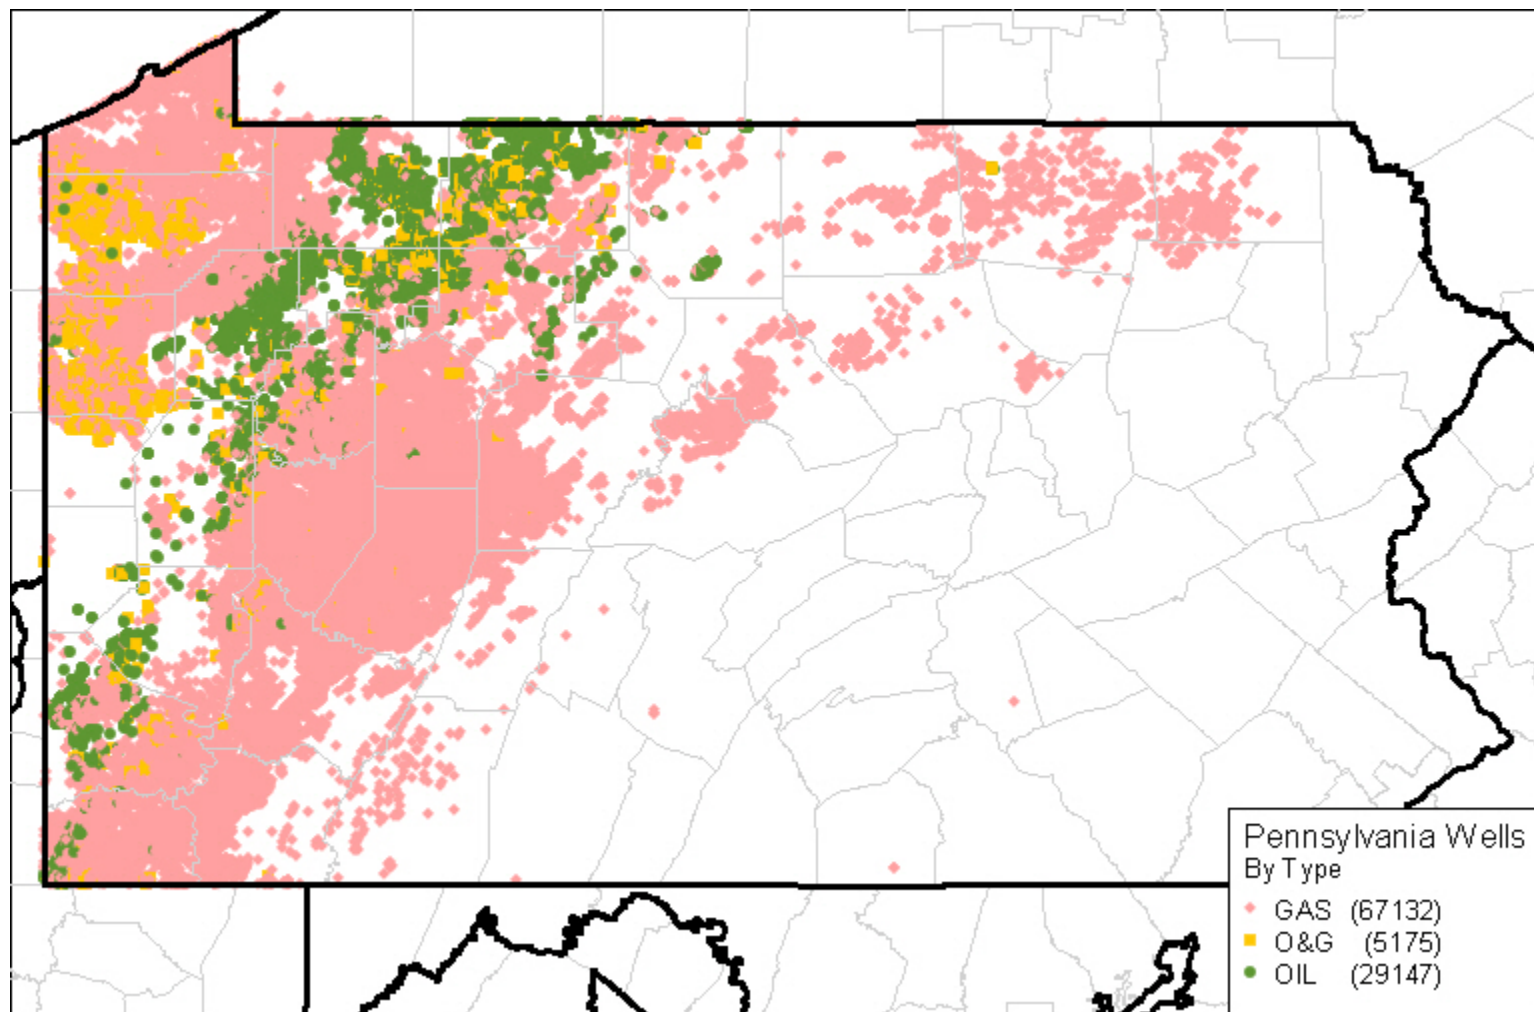 Pennsylvania Wells
By Type
GAS (67132)
O&G (5175)
OIL (29147)